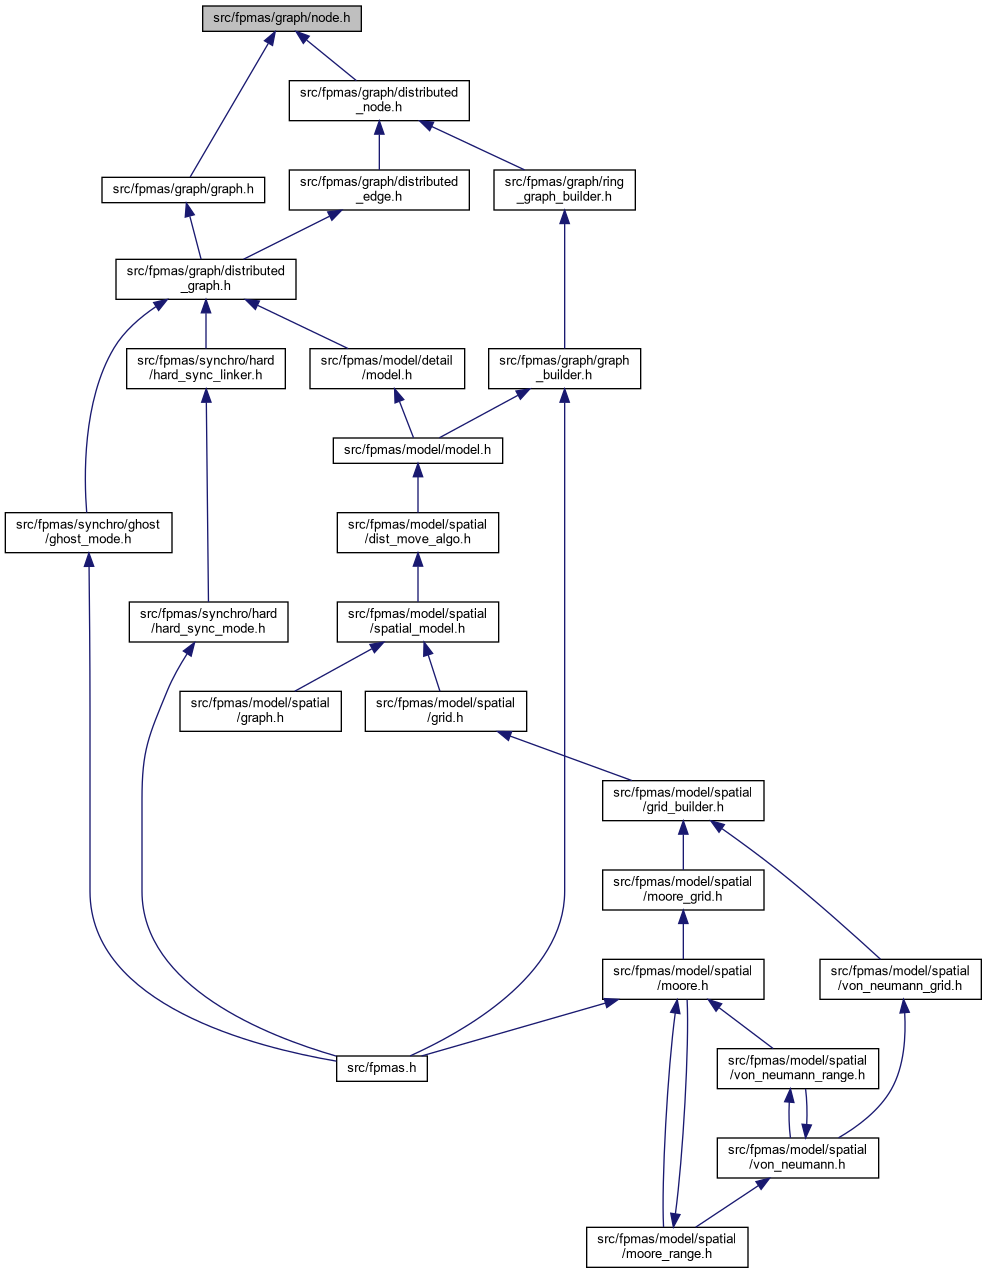 src/fpmas/graph/node.h
src/fpmas/graph/distributed
_node.h
src/fpmas/graph/graph.h
src/fpmas/graph/distributed
_edge.h
src/fpmas/graph/ring
_graph_builder.h
src/fpmas/graph/distributed
_graph.h
src/fpmas/synchro/hard
/hard_sync_linker.h
src/fpmas/model/detail
/model.h
src/fpmas/graph/graph
_builder.h
src/fpmas/model/model.h
src/fpmas/synchro/ghost
/ghost_mode.h
src/fpmas/model/spatial
/dist_move_algo.h
src/fpmas/synchro/hard
/hard_sync_mode.h
src/fpmas/model/spatial
/spatial_model.h
src/fpmas/model/spatial
/graph.h
src/fpmas/model/spatial
/grid.h
src/fpmas/model/spatial
/grid_builder.h
src/fpmas/model/spatial
/moore_grid.h
src/fpmas/model/spatial
/moore.h
src/fpmas/model/spatial
/von_neumann_grid.h
src/fpmas.h
src/fpmas/model/spatial
/von_neumann_range.h
src/fpmas/model/spatial
/von_neumann.h
src/fpmas/model/spatial
/moore_range.h